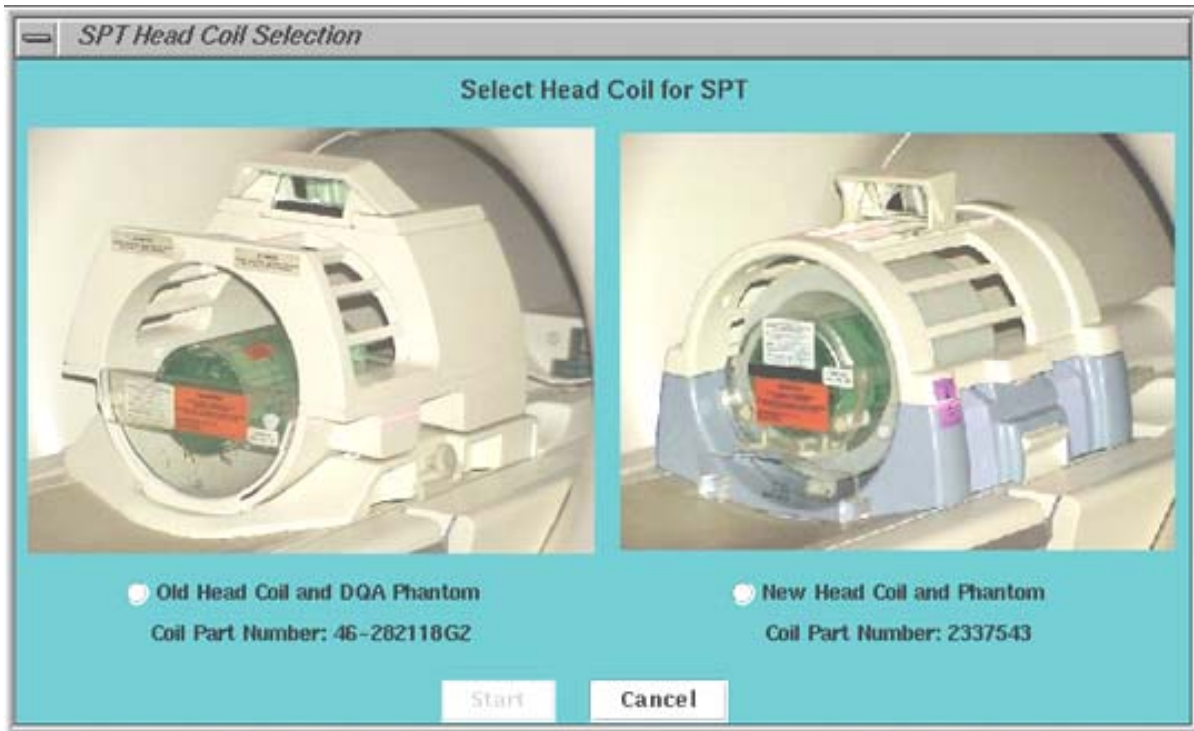 SPT Head Coil Selection
Select Head Coil for SPT
Old Head Coil and DQA Phantom
New Head Coil and Phantom
Coil Part Number: 46-282118G2
Coil Part Number: 2337543
Start
Cancel